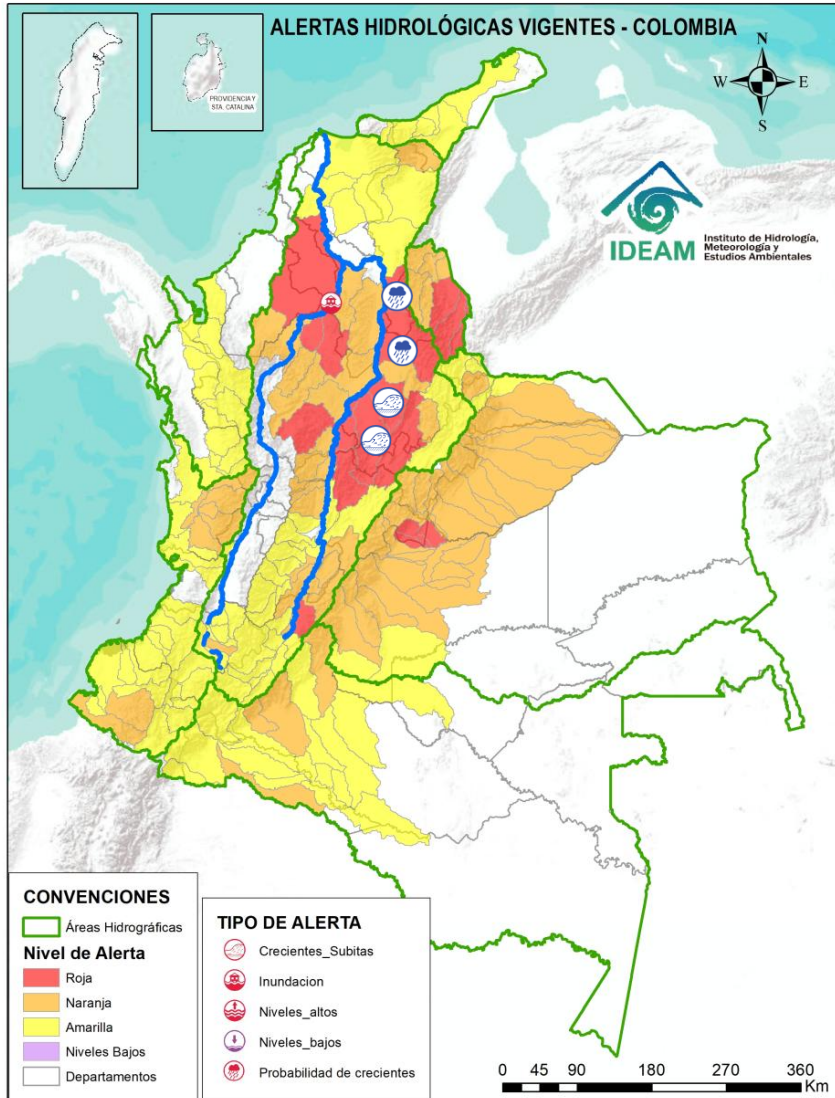 ALERTAS HIDROLÓGICAS VIGENTES - COLOMBIA
PROVIDENCIA Y
STA. CATALINA
N
W
E
S
IDEAM
Instituto de Hidrología,
Meteorología y
Estudios Ambientales
CONVENCIONES
Áreas Hidrográficas
Nivel de Alerta
Roja
Naranja
Amarilla
Niveles Bajos
Departamentos
TIPO DE ALERTA
Crecientes_Subitas
Inundacion
Niveles_altos
Niveles_bajos
Probabilidad de crecientes
0 45 90 180 270 360
Km